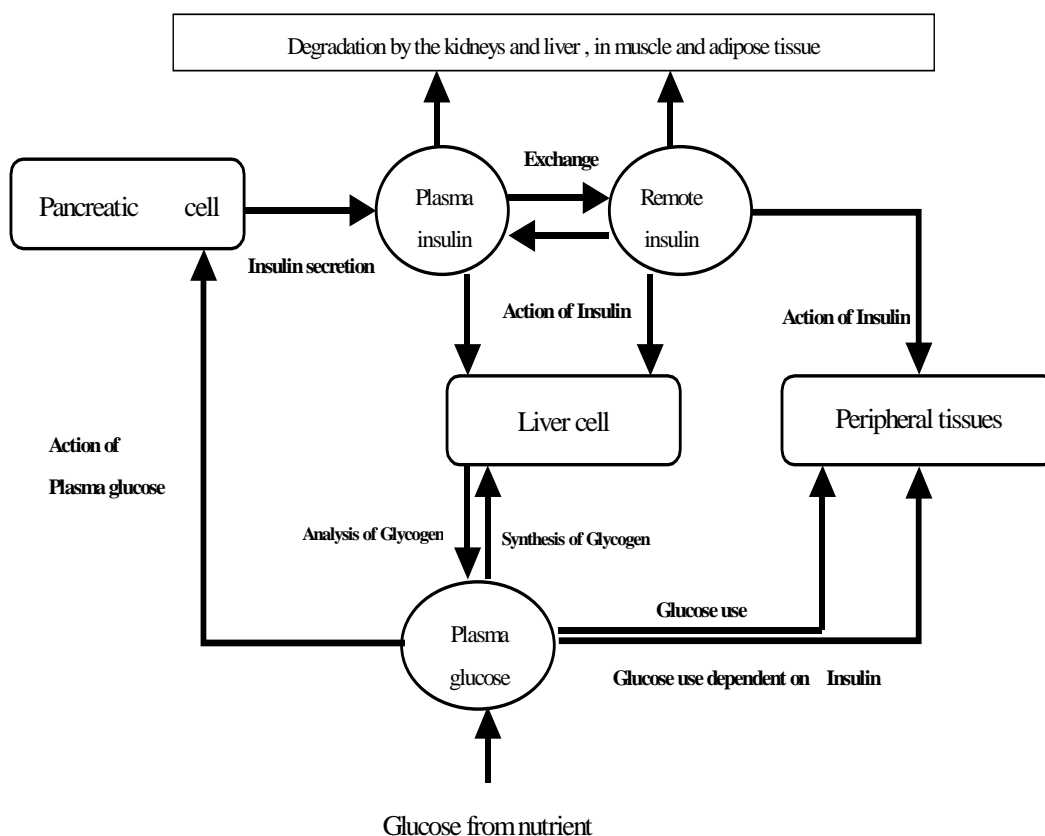 Degradation by the kidneys and liver , in muscle and adipose tissue
Exchange
Pancreatic cell
Plasma
insulin
Remote
insulin
Insulin secretion
Action of Insulin
Action of Insulin
Liver cell
Peripheral tissues
Action of
Plasma glucose
Analysis of Glycogen
Synthesis of Glycogen
Glucose use
Plasma
glucose
Glucose use dependent on Insulin
Glucose from nutrient